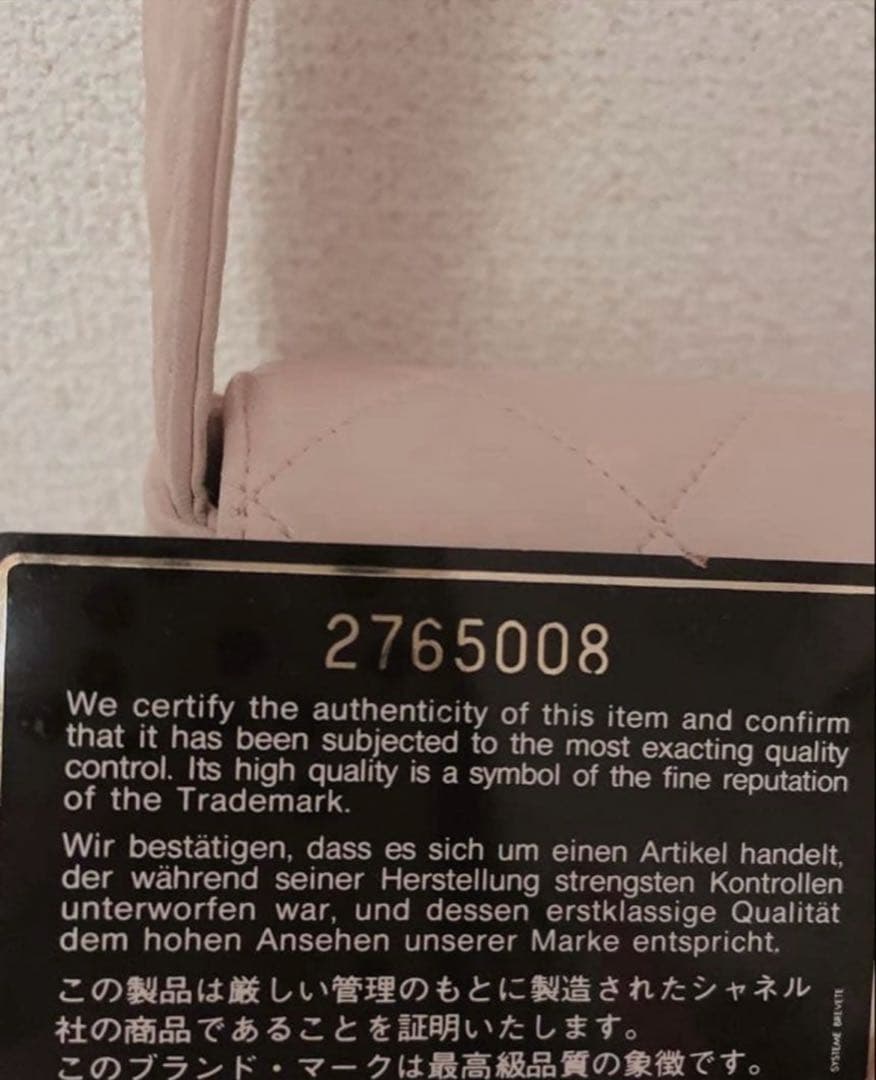 2765008
We certify the authenticity of this item and confirm
that it has been subjected to the most exacting quality
control. Its high quality is a symbol of the fine reputation
of the Trademark.
Wir bestätigen, dass es sich um einen Artikel handelt,
der während seiner Herstellung strengsten Kontrollen
unterworfen war, und dessen erstklassige Qualität
dem hohen Ansehen unserer Marke entspricht.
この製品は厳しい管理のもとに製造されたシャネル
社の商品であることを証明いたします。
このブランド・マークは最高級品質の象徴です。
SYSTEME BREVETE